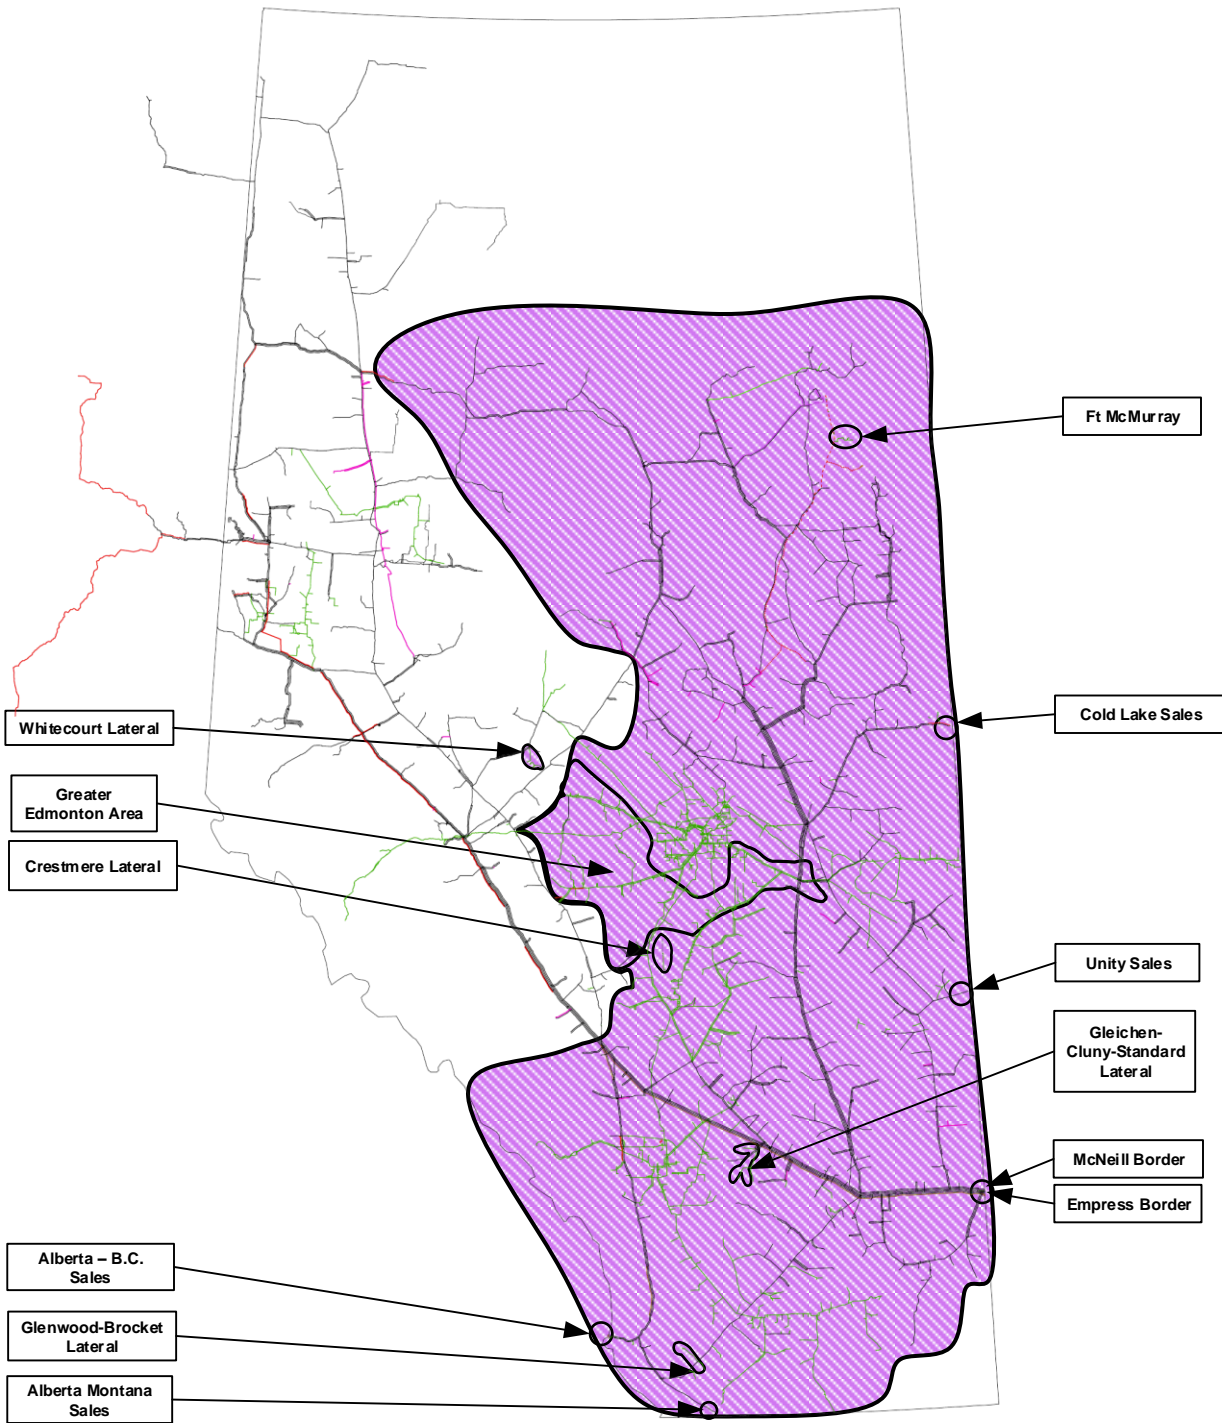 Ft McMurray
Whitecourt Lateral
Cold Lake Sales
Greater
Edmonton Area
Crestmere Lateral
Unity Sales
Gleichen-
Cluny-Standard
Lateral
McNeill Border
Empress Border
Alberta – B.C.
Sales
Glenwood-Brocket
Lateral
Alberta Montana
Sales